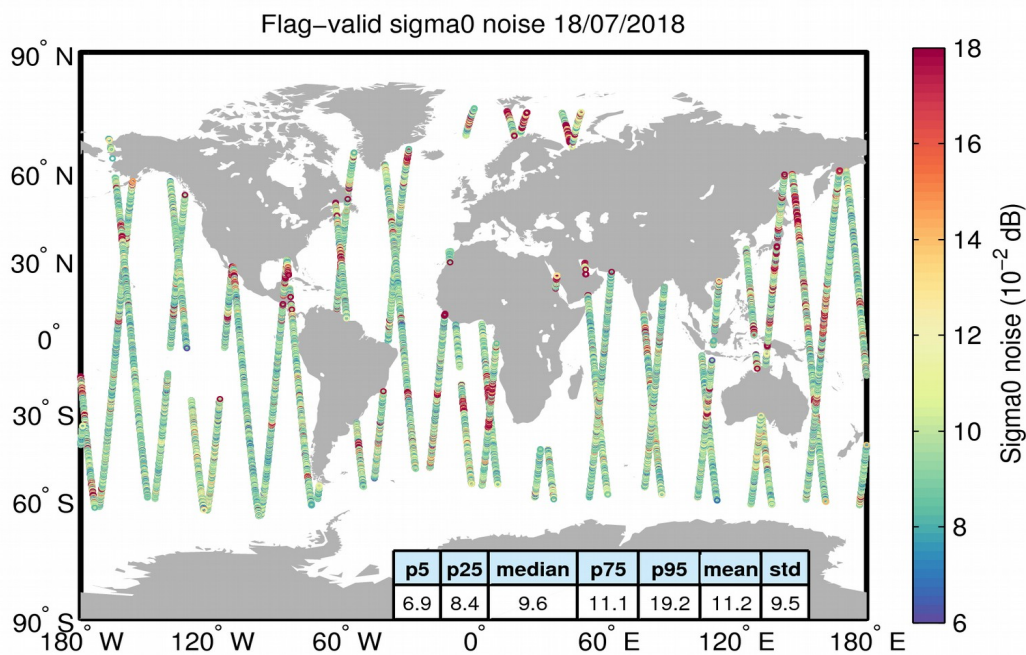 Flag−valid sigma0 noise 18/07/2018
90° N
60° N
30° N
0°
30° S
60° S
90° S
180° W
120° W
60° W
0°
60° E
120° E
180° E
p5 p25 median p75 p95 mean std
6.9 8.4 9.6 11.1 19.2 11.2 9.5
18
16
14
12
10
8
6
Sigma0 noise (10⁻² dB)